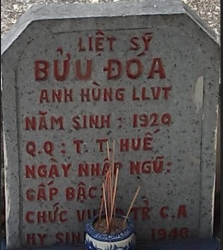 LIỆT SỸ
BỬU ĐOA
ANH HÙNG LLVT
NĂM SINH : 1920
Q.Q : T. T HUẾ
NGÀY NHẬP NGŨ:
CẤP BẬC
CHỨC VỤ C.A
HY SINH 1948